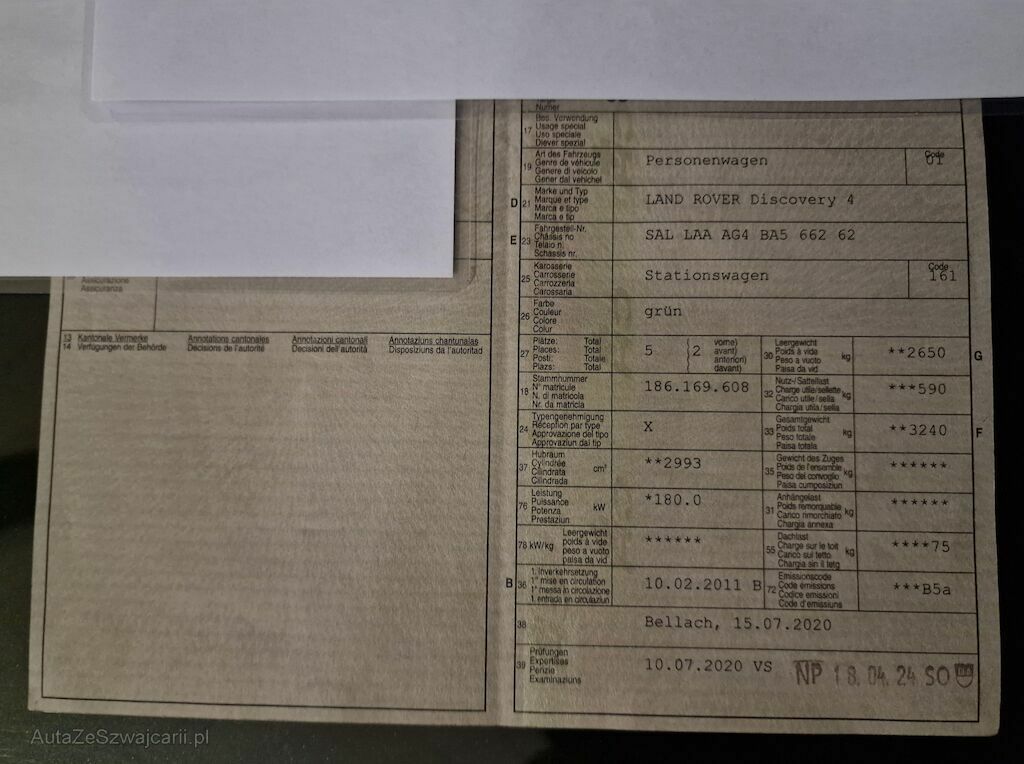 Numer
17
Bes. Verwendung
Usage spécial
Uso speciale
Diever spezial
19
Art des Fahrzeugs
Genre de véhicule
Genere di veicolo
Gener dal vehichel
Personenwagen
Code
01
D 21
Marke und Typ
Marque et type
Marca e tipo
Marca e tip
LAND ROVER Discovery 4
E 23
Fahrgestell-Nr.
Châssis no
Telaio n.
Schassis nr.
SAL LAA AG4 BA5 662 62
25
Karosserie
Carrosserie
Carrozzeria
Carossaria
Stationswagen
Code
161
26
Farbe
Couleur
Colore
Colur
grün
27
Plätze: Total
Places: Total
Posti: Totale
Plazs: Total
5
2
vorne)
avant)
anteriori)
davant)
30
Leergewicht
Poids à vide
Peso a vuoto
Paisa da vid
kg
**2650
G
18
Stammnummer
N° matricule
N. di matricola
Nr. da matricla
186.169.608
32
Nutz-/Sattellast
Charge utile/sellette
Carico utile/sella
Chargia utila/sella
kg
***590
24
Typengenehmigung
Réception par type
Approvazione del tipo
Approvaziun dal tip
X
33
Gesamtgewicht
Poids total
Peso totale
Paisa totala
kg
**3240
F
37
Hubraum
Cylindrée
Cilindrata
Cilindrada
cm³
**2993
35
Gewicht des Zuges
Poids de l'ensemble
Peso del convoglio
Paisa cumposiziun
kg
******
76
Leistung
Puissance
Potenza
Prestaziun
kW
*180.0
31
Anhängelast
Poids remorquable
Carico rimorchiato
Chargia annexa
kg
******
78 kW/kg
Leergewicht
poids à vide
peso a vuoto
paisa da vid
******
55
Dachlast
Charge sur le toit
Carico sul tetto
Chargia sin il tetg
kg
****75
B 36
1. Inverkehrsetzung
1re mise en circulation
1a messa in circolazione
1. entrada en circulaziun
10.02.2011 B
72
Emissionscode
Code émissions
Codice emissioni
Code d'emissiuns
***B5a
38
Bellach, 15.07.2020
39
Prüfungen
Expertises
Perizie
Examinaziuns
10.07.2020 VS
NP 18.04.24 SO
Assicurazione
Assicuranza
13 Kantonale Vermerke
14 Verfügungen der Behörde
Annotations cantonales
Décisions de l'autorité
Annotazioni cantonali
Decisioni dell'autorità
Annotaziuns chantunalas
Disposiziuns da l'autoritad
AutaZeSzwajcarii.pl